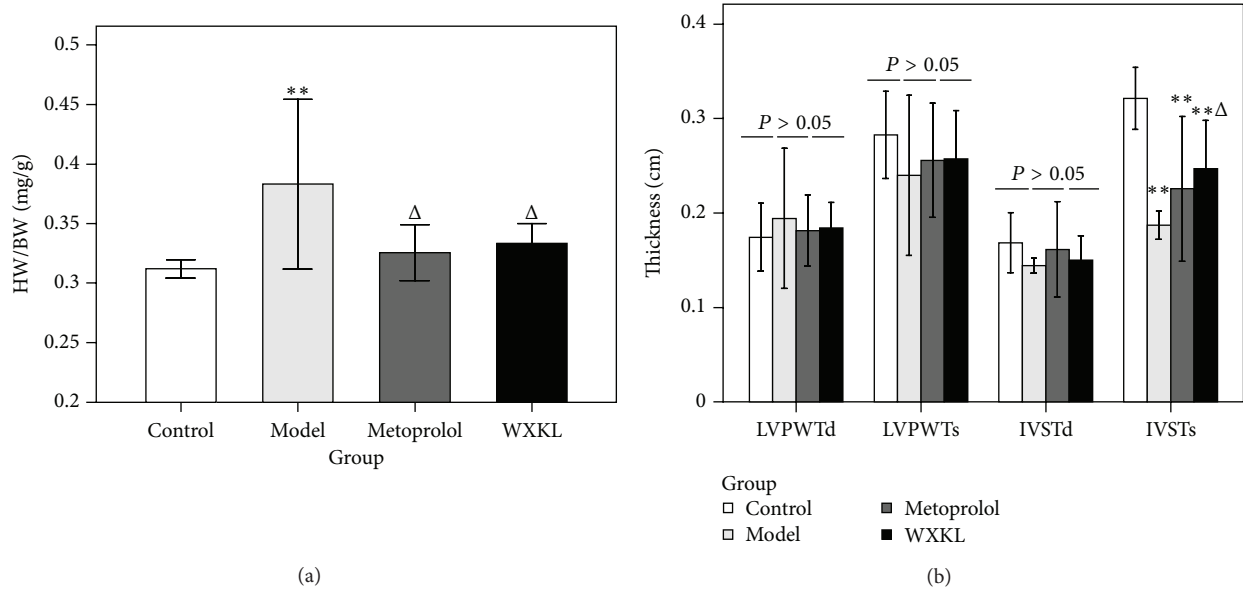 0.5
0.45
0.4
0.35
0.3
0.25
0.2
HW/BW (mg/g)
**
Δ
Δ
Control Model Metoprolol WXKL
Group
(a)
0.4
0.3
0.2
0.1
0
Thickness (cm)
P > 0.05
P > 0.05
P > 0.05
**
**
**Δ
LVPWTd LVPWTs IVSTd IVSTs
Group
Control Metoprolol
Model WXKL
(b)